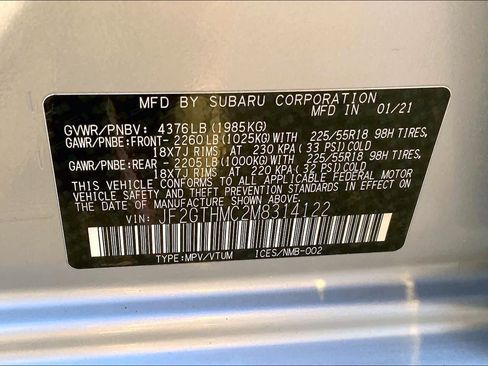 MFD BY SUBARU CORPORATION
MFD IN 01/21
GVWR/PNBV: 4376LB(1985KG)
GAWR/PNBE:FRONT- 2260LB(1025KG)WITH 225/55R18 98H TIRES,
18X7J RIMS, AT 230 KPA( 33 PSI)COLD
GAWR/PNBE:REAR - 2205LB(1000KG)WITH 225/55R18 98H TIRES,
18X7J RIMS, AT 220 KPA( 32 PSI)COLD
THIS VEHICLE CONFORMS TO ALL APPLICABLE FEDERAL MOTOR
VEHICLE SAFETY AND THEFT PREVENTION STANDARDS IN
EFFECT ON THE DATE OF MANUFACTURE SHOWN ABOVE.
VIN: JF2GTHMC2M8314122
TYPE:MPV/VTUM ICES/NMB-002